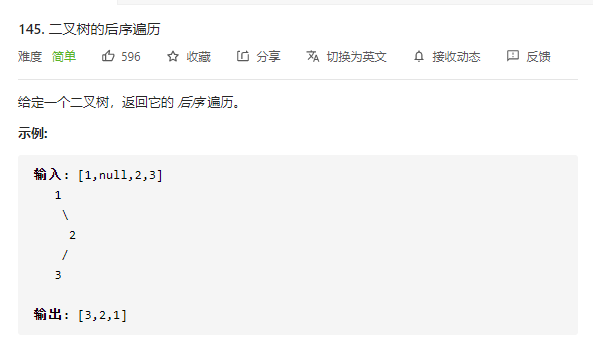 145. 二叉树的后序遍历
难度 简单 596 收藏 分享 切换为英文 接收动态 反馈
给定一个二叉树，返回它的 后序 遍历。
示例:
输入: [1,null,2,3]
1
\
2
/
3
输出: [3,2,1]